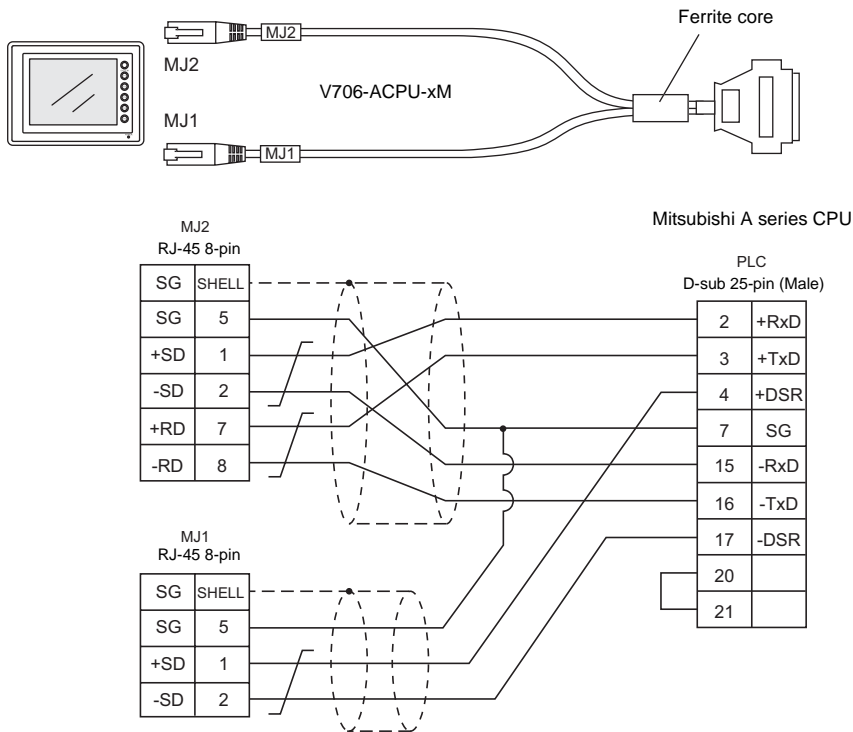 Ferrite core
MJ2
MJ2
V706-ACPU-xM
MJ1
MJ1
Mitsubishi A series CPU
MJ2
RJ-45 8-pin
SG SHELL
SG 5
+SD 1
-SD 2
+RD 7
-RD 8
PLC
D-sub 25-pin (Male)
2 +RxD
3 +TxD
4 +DSR
7 SG
15 -RxD
16 -TxD
17 -DSR
20
21
MJ1
RJ-45 8-pin
SG SHELL
SG 5
+SD 1
-SD 2